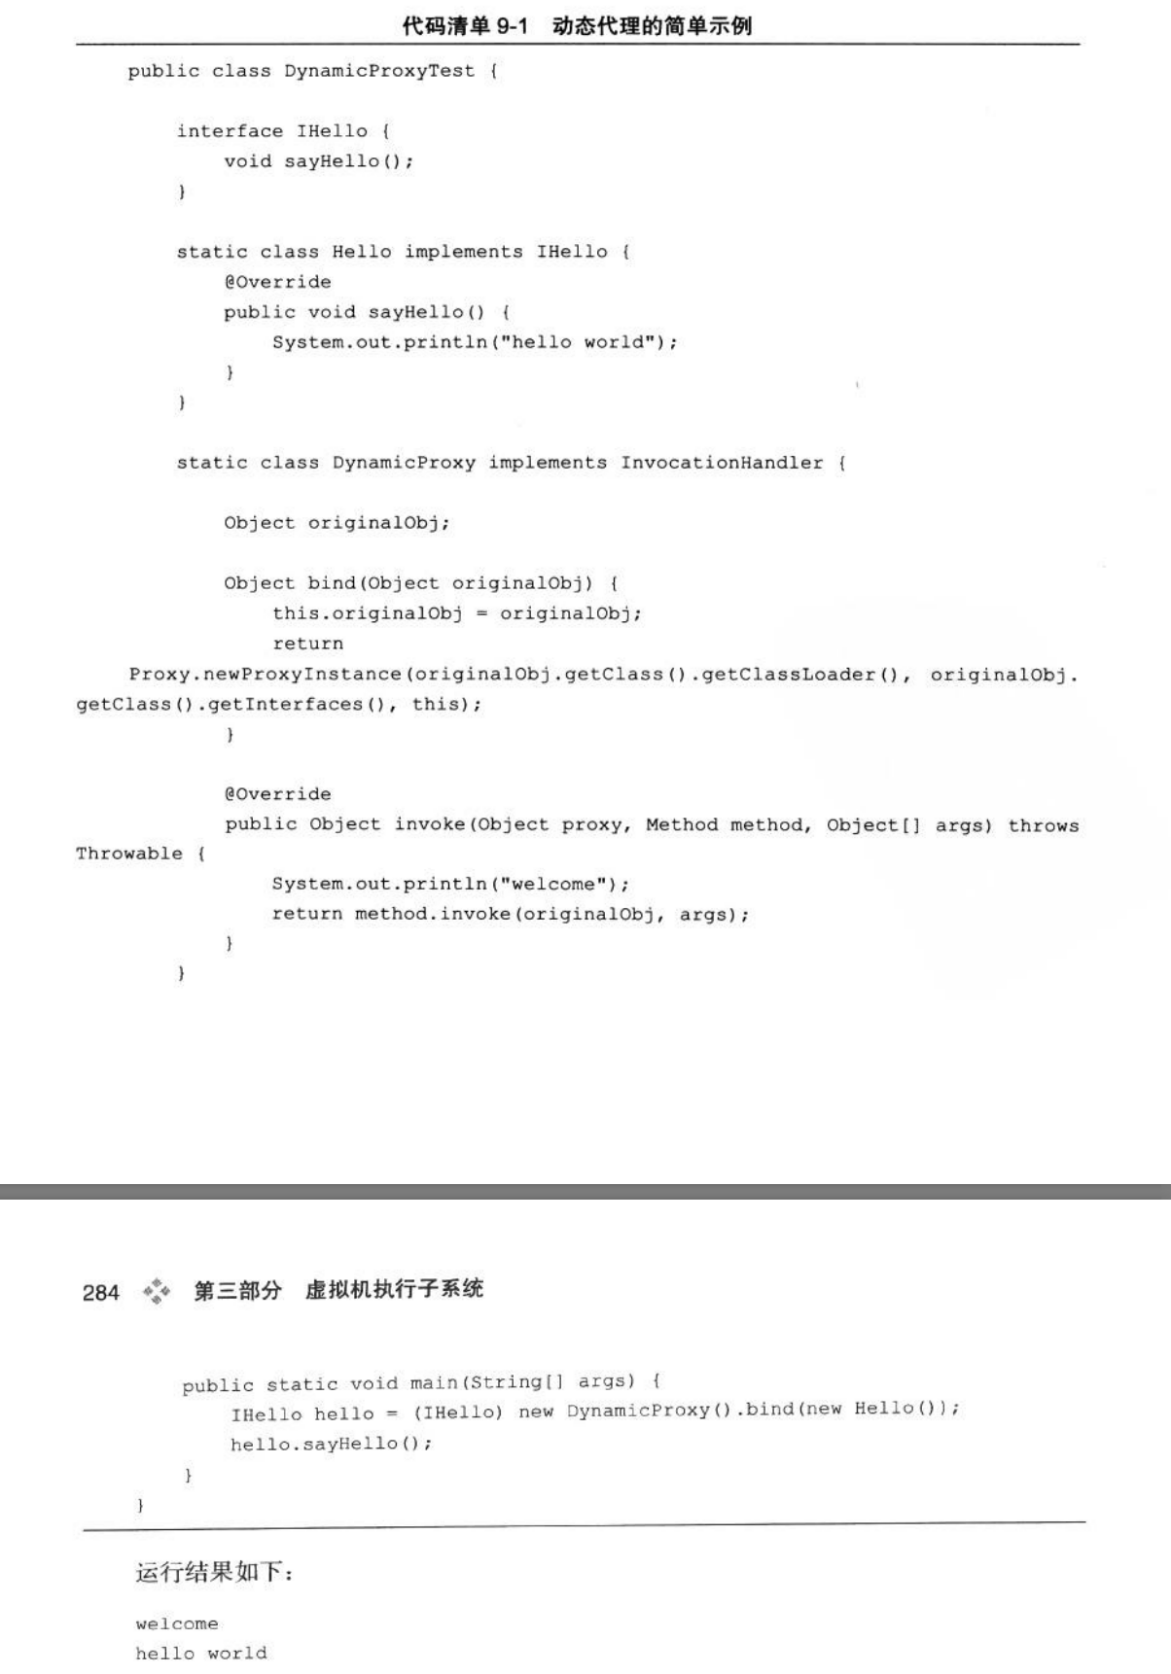 代码清单 9-1 动态代理的简单示例
public class DynamicProxyTest {
interface IHello {
void sayHello();
}
static class Hello implements IHello {
@Override
public void sayHello() {
System.out.println("hello world");
}
}
static class DynamicProxy implements InvocationHandler {
Object originalObj;
Object bind(Object originalObj) {
this.originalObj = originalObj;
return
Proxy.newProxyInstance(originalObj.getClass().getClassLoader(), originalObj.
getClass().getInterfaces(), this);
}
@Override
public Object invoke(Object proxy, Method method, Object[] args) throws
Throwable {
System.out.println("welcome");
return method.invoke(originalObj, args);
}
}
284 第三部分 虚拟机执行子系统
public static void main(String[] args) {
IHello hello = (IHello) new DynamicProxy().bind(new Hello());
hello.sayHello();
}
}
运行结果如下：
welcome
hello world